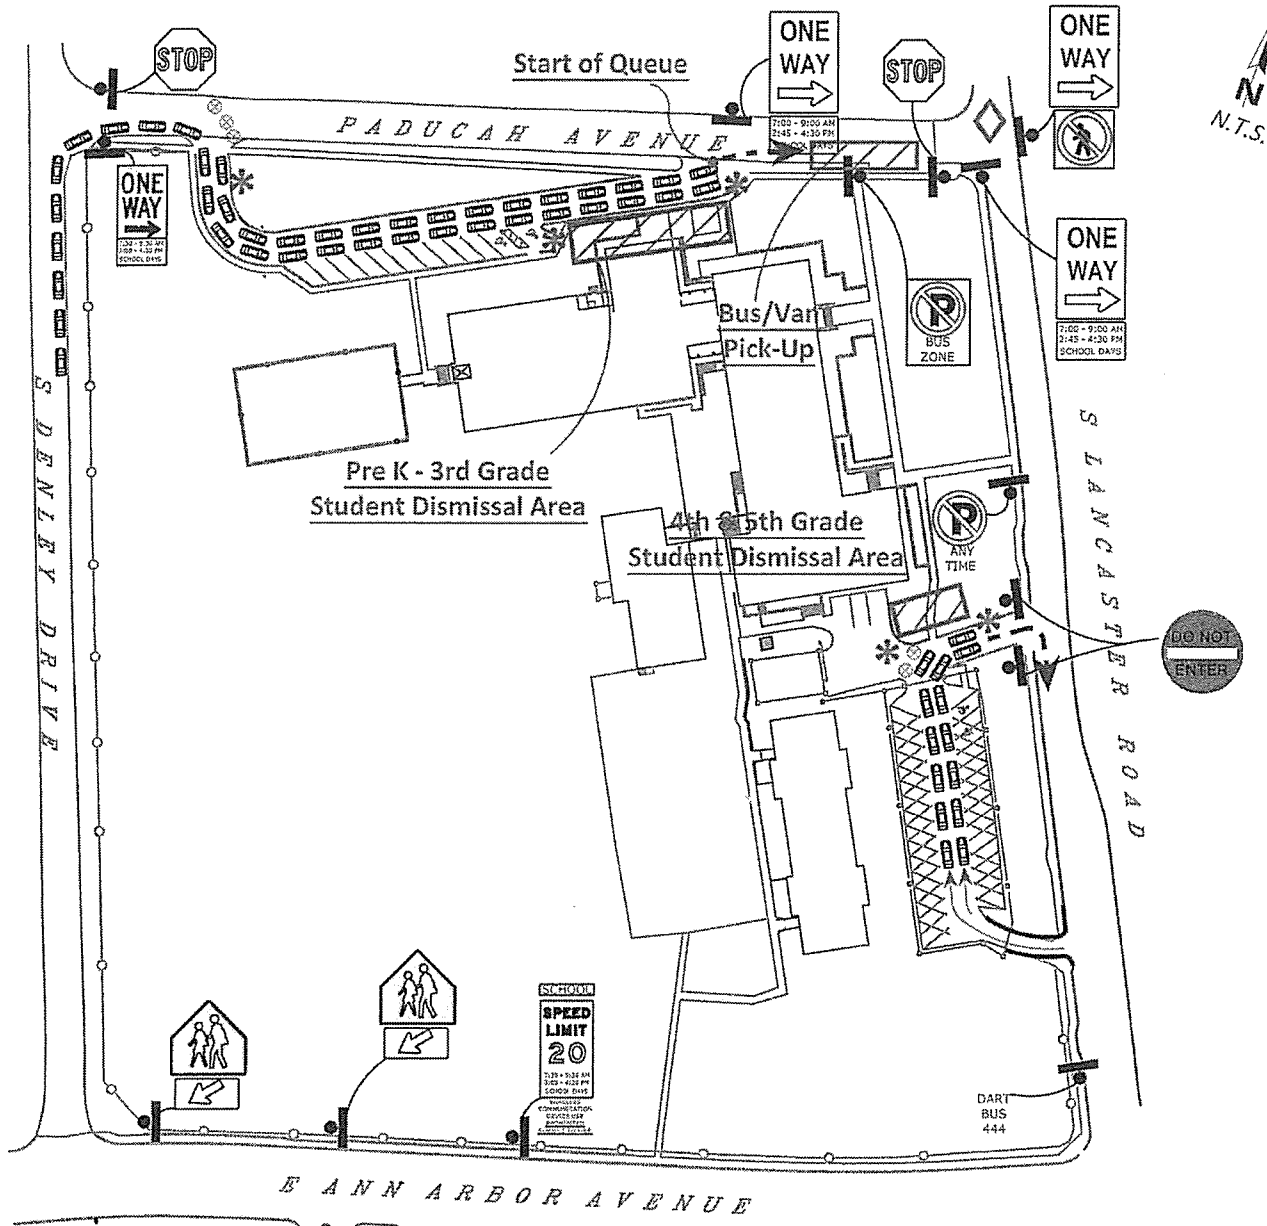 STOP
Start of Queue
ONE
WAY
7:00 - 9:00 AM
2:45 - 4:30 PM
SCHOOL DAYS
STOP
ONE
WAY
N
N.T.S.
PADUCAH AVENUE
ONE
WAY
SCHOOL DAYS
ONE
WAY
7:00 - 9:00 AM
2:45 - 4:30 PM
SCHOOL DAYS
Bus/Van
Pick-Up
P
BUS
ZONE
S DENLEY DRIVE
S LANCASTER ROAD
Pre K - 3rd Grade
Student Dismissal Area
4th & 5th Grade
Student Dismissal Area
P
ANY
TIME
DO NOT
ENTER
SCHOOL
SPEED
LIMIT
20
SCHOOL DAYS
DART
BUS
444
E ANN ARBOR AVENUE